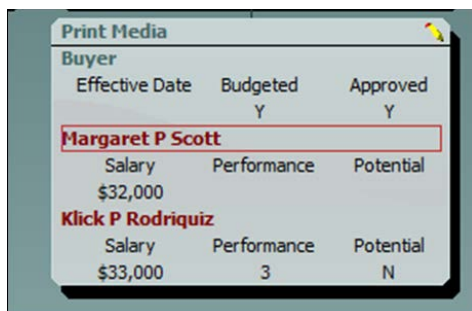 Print Media
Buyer
Effective Date Budgeted Approved
Y Y
Margaret P Scott
Salary Performance Potential
$32,000
Klick P Rodriquiz
Salary Performance Potential
$33,000 3 N